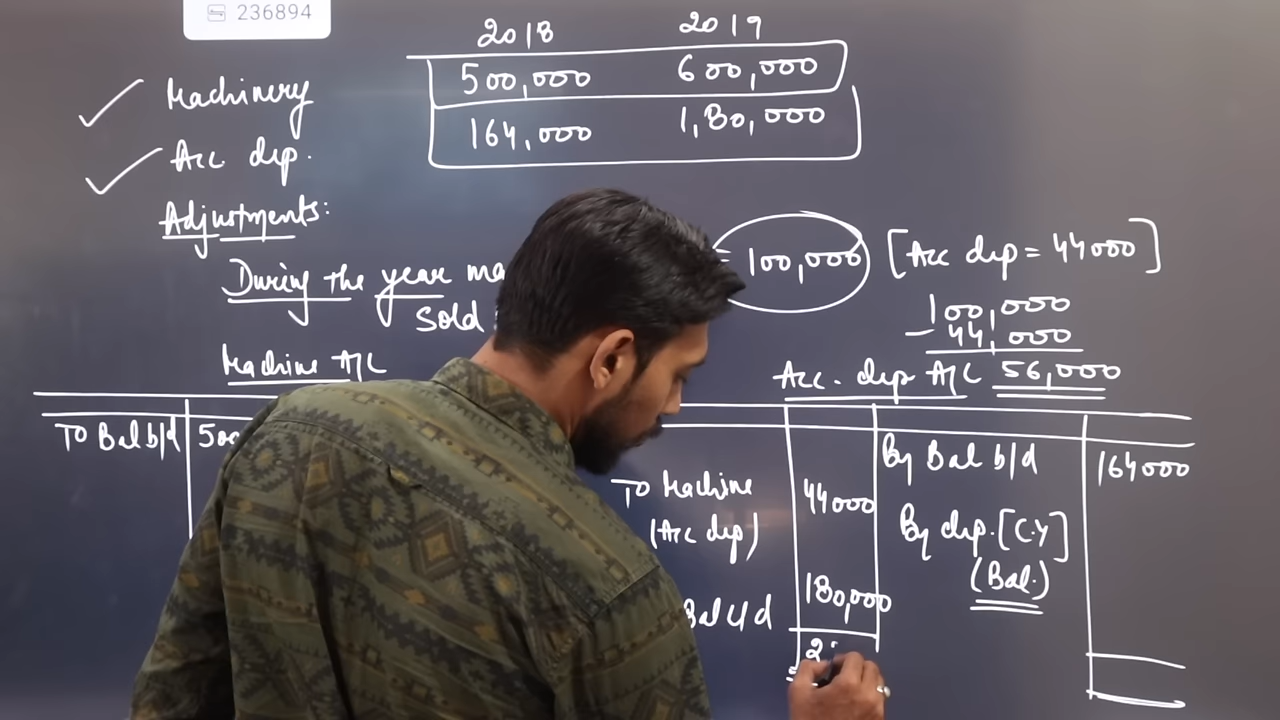 236894
2018 2019
Machinery 500,000 600,000
Acc dep. 164,000 1,80,000
Adjustments:
During the year
Sold
= 100,000 [Acc dep = 44000]
100,000
- 44,000
56,000
Machine A/C
To Bal b/d
Acc. dep A/C
To Machine 44000
(Acc dep)
Bal c/d 180,000
2
By Bal b/d 164000
By dep. [C.Y]
(Bal.)